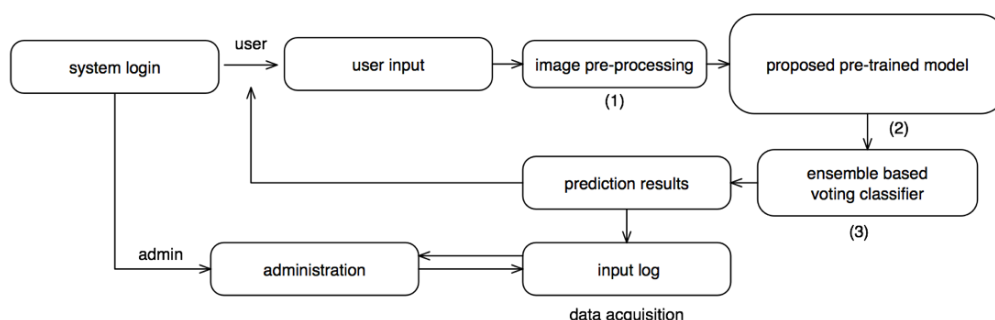 user
system login
user input
image pre-processing
proposed pre-trained model
(1)
(2)
ensemble based
voting classifier
prediction results
(3)
admin
administration
input log
data acquisition